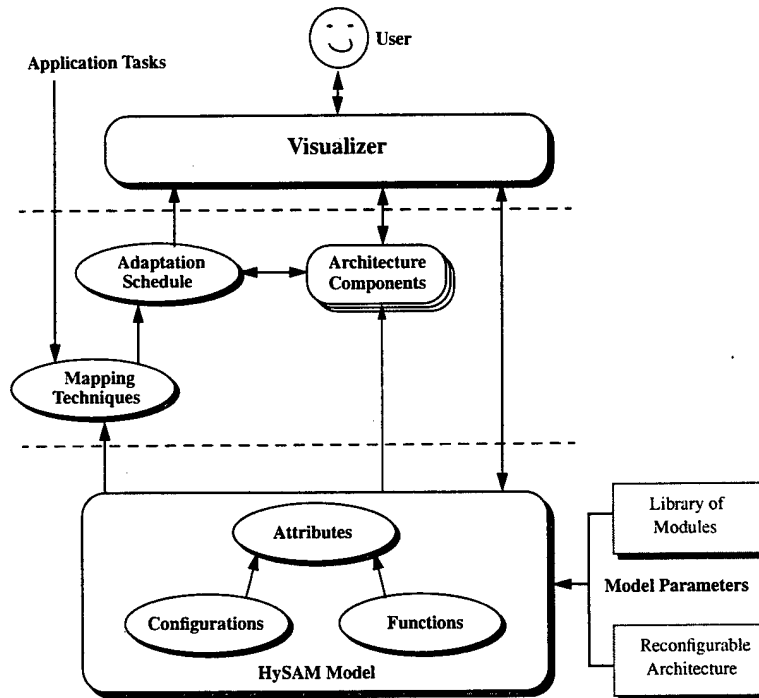 User
Application Tasks
Visualizer
Adaptation
Schedule
Architecture
Components
Mapping
Techniques
Attributes
Configurations
Functions
HySAM Model
Library of
Modules
Model Parameters
Reconfigurable
Architecture